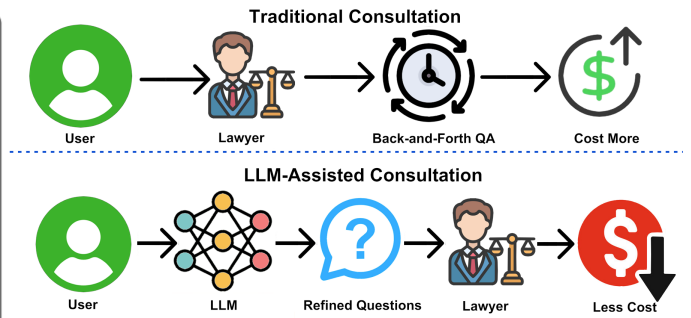 Traditional Consultation
User
Lawyer
Back-and-Forth QA
$
Cost More
LLM-Assisted Consultation
?
$
User
LLM
Refined Questions
Lawyer
Less Cost